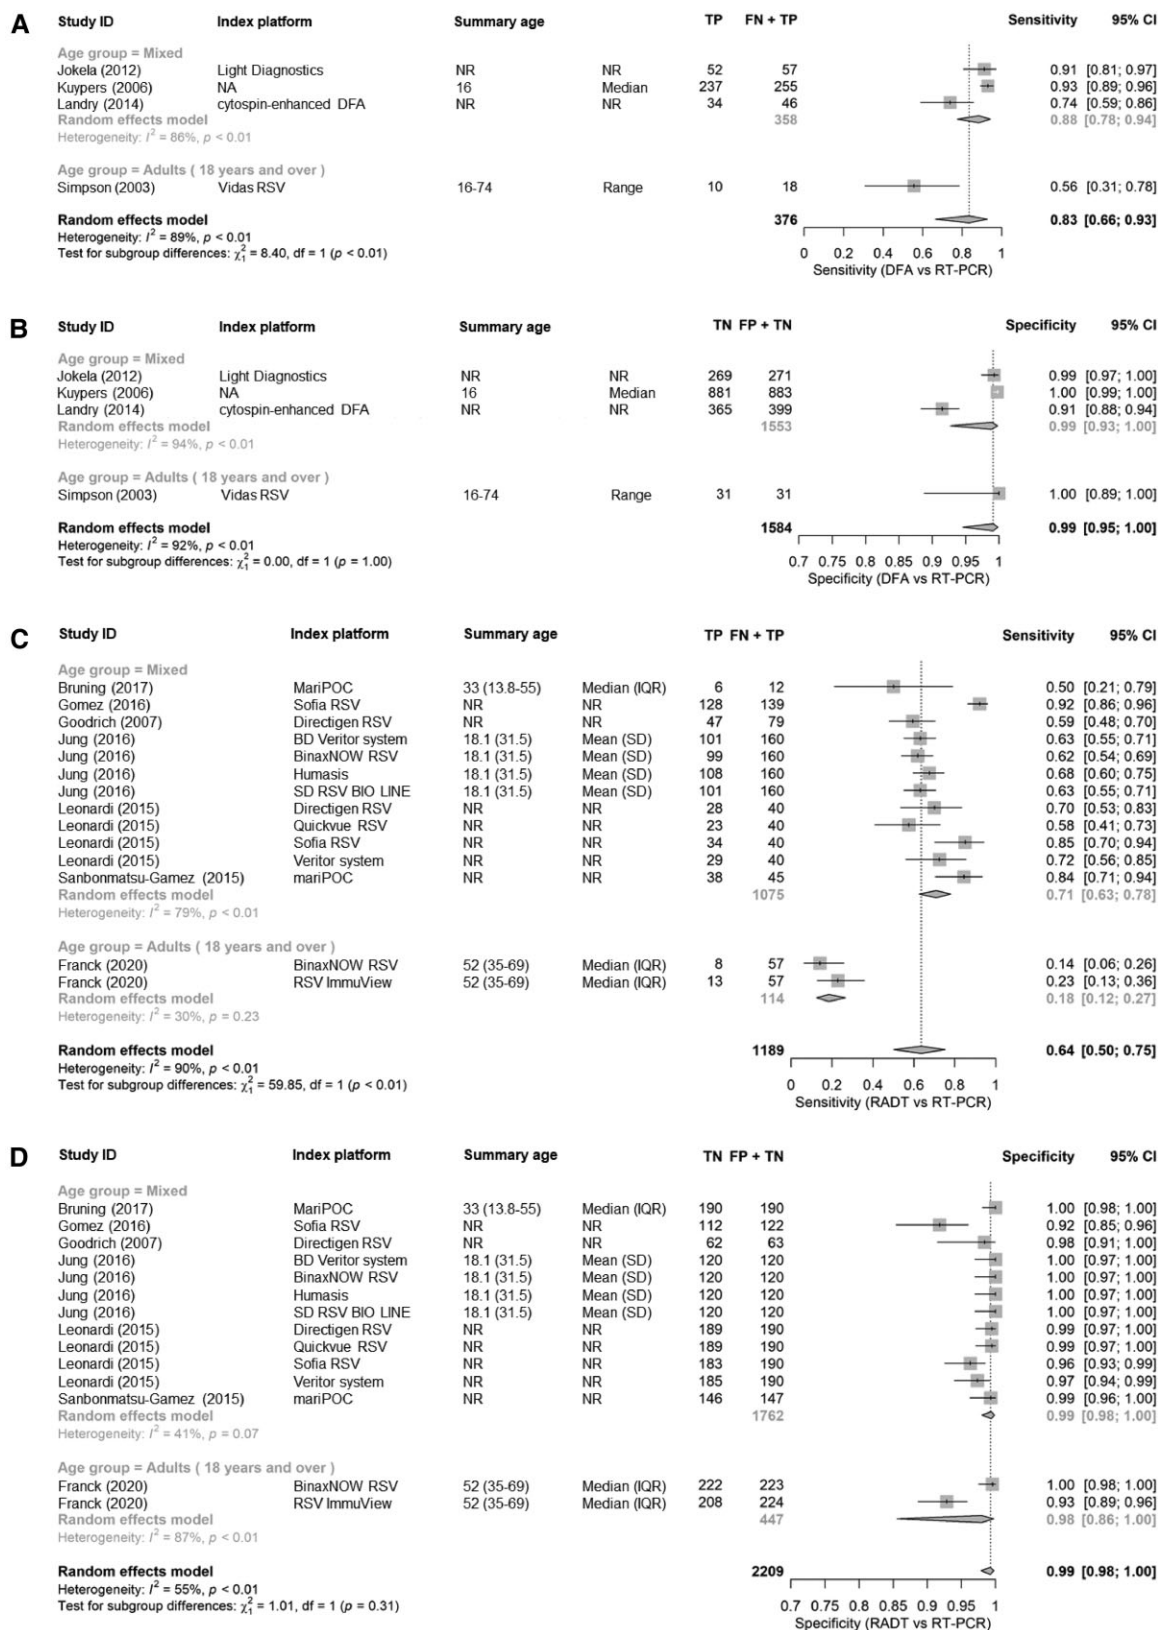 A
Study ID Index platform Summary age TP FN + TP Sensitivity 95% CI
Age group = Mixed
Jokela (2012) Light Diagnostics NR NR 52 57 0.91 [0.81; 0.97]
Kuypers (2006) NA 16 Median 237 255 0.93 [0.89; 0.96]
Landry (2014) cytospin-enhanced DFA NR NR 34 46 0.74 [0.59; 0.86]
Random effects model 358 0.88 [0.78; 0.94]
Heterogeneity: I² = 86%, p < 0.01
Age group = Adults ( 18 years and over )
Simpson (2003) Vidas RSV 16-74 Range 10 18 0.56 [0.31; 0.78]
Random effects model 376 0.83 [0.66; 0.93]
Heterogeneity: I² = 89%, p < 0.01
Test for subgroup differences: χ²₁ = 8.40, df = 1 (p < 0.01)
0 0.2 0.4 0.6 0.8 1
Sensitivity (DFA vs RT-PCR)
B
Study ID Index platform Summary age TN FP + TN Specificity 95% CI
Age group = Mixed
Jokela (2012) Light Diagnostics NR NR 269 271 0.99 [0.97; 1.00]
Kuypers (2006) NA 16 Median 881 883 1.00 [0.99; 1.00]
Landry (2014) cytospin-enhanced DFA NR NR 365 399 0.91 [0.88; 0.94]
Random effects model 1553 0.99 [0.93; 1.00]
Heterogeneity: I² = 94%, p < 0.01
Age group = Adults ( 18 years and over )
Simpson (2003) Vidas RSV 16-74 Range 31 31 1.00 [0.89; 1.00]
Random effects model 1584 0.99 [0.95; 1.00]
Heterogeneity: I² = 92%, p < 0.01
Test for subgroup differences: χ²₁ = 0.00, df = 1 (p = 1.00)
0.7 0.75 0.8 0.85 0.9 0.95 1
Specificity (DFA vs RT-PCR)
C
Study ID Index platform Summary age TP FN + TP Sensitivity 95% CI
Age group = Mixed
Bruning (2017) MariPOC 33 (13.8-55) Median (IQR) 6 12 0.50 [0.21; 0.79]
Gomez (2016) Sofia RSV NR NR 128 139 0.92 [0.86; 0.96]
Goodrich (2007) Directigen RSV NR NR 47 79 0.59 [0.48; 0.70]
Jung (2016) BD Veritor system 18.1 (31.5) Mean (SD) 101 160 0.63 [0.55; 0.71]
Jung (2016) BinaxNOW RSV 18.1 (31.5) Mean (SD) 99 160 0.62 [0.54; 0.69]
Jung (2016) Humasis 18.1 (31.5) Mean (SD) 108 160 0.68 [0.60; 0.75]
Jung (2016) SD RSV BIO LINE 18.1 (31.5) Mean (SD) 101 160 0.63 [0.55; 0.71]
Leonardi (2015) Directigen RSV NR NR 28 40 0.70 [0.53; 0.83]
Leonardi (2015) Quickvue RSV NR NR 23 40 0.58 [0.41; 0.73]
Leonardi (2015) Sofia RSV NR NR 34 40 0.85 [0.70; 0.94]
Leonardi (2015) Veritor system NR NR 29 40 0.72 [0.56; 0.85]
Sanbonmatsu-Gamez (2015) mariPOC NR NR 38 45 0.84 [0.71; 0.94]
Random effects model 1075 0.71 [0.63; 0.78]
Heterogeneity: I² = 79%, p < 0.01
Age group = Adults ( 18 years and over )
Franck (2020) BinaxNOW RSV 52 (35-69) Median (IQR) 8 57 0.14 [0.06; 0.26]
Franck (2020) RSV ImmuView 52 (35-69) Median (IQR) 13 57 0.23 [0.13; 0.36]
Random effects model 114 0.18 [0.12; 0.27]
Heterogeneity: I² = 30%, p = 0.23
Random effects model 1189 0.64 [0.50; 0.75]
Heterogeneity: I² = 90%, p < 0.01
Test for subgroup differences: χ²₁ = 59.85, df = 1 (p < 0.01)
0 0.2 0.4 0.6 0.8 1
Sensitivity (RADT vs RT-PCR)
D
Study ID Index platform Summary age TN FP + TN Specificity 95% CI
Age group = Mixed
Bruning (2017) MariPOC 33 (13.8-55) Median (IQR) 190 190 1.00 [0.98; 1.00]
Gomez (2016) Sofia RSV NR NR 112 122 0.92 [0.85; 0.96]
Goodrich (2007) Directigen RSV NR NR 62 63 0.98 [0.91; 1.00]
Jung (2016) BD Veritor system 18.1 (31.5) Mean (SD) 120 120 1.00 [0.97; 1.00]
Jung (2016) BinaxNOW RSV 18.1 (31.5) Mean (SD) 120 120 1.00 [0.97; 1.00]
Jung (2016) Humasis 18.1 (31.5) Mean (SD) 120 120 1.00 [0.97; 1.00]
Jung (2016) SD RSV BIO LINE 18.1 (31.5) Mean (SD) 120 120 1.00 [0.97; 1.00]
Leonardi (2015) Directigen RSV NR NR 189 190 0.99 [0.97; 1.00]
Leonardi (2015) Quickvue RSV NR NR 189 190 0.99 [0.97; 1.00]
Leonardi (2015) Sofia RSV NR NR 183 190 0.96 [0.93; 0.99]
Leonardi (2015) Veritor system NR NR 185 190 0.97 [0.94; 0.99]
Sanbonmatsu-Gamez (2015) mariPOC NR NR 146 147 0.99 [0.96; 1.00]
Random effects model 1762 0.99 [0.98; 1.00]
Heterogeneity: I² = 41%, p = 0.07
Age group = Adults ( 18 years and over )
Franck (2020) BinaxNOW RSV 52 (35-69) Median (IQR) 222 223 1.00 [0.98; 1.00]
Franck (2020) RSV ImmuView 52 (35-69) Median (IQR) 208 224 0.93 [0.89; 0.96]
Random effects model 447 0.98 [0.86; 1.00]
Heterogeneity: I² = 87%, p < 0.01
Random effects model 2209 0.99 [0.98; 1.00]
Heterogeneity: I² = 55%, p < 0.01
Test for subgroup differences: χ²₁ = 1.01, df = 1 (p = 0.31)
0.7 0.75 0.8 0.85 0.9 0.95 1
Specificity (RADT vs RT-PCR)